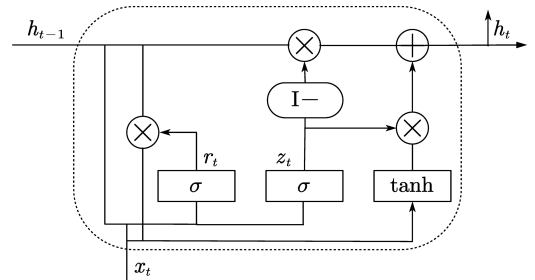 h_{t-1}
h_t
I−
r_t
z_t
σ
σ
tanh
x_t